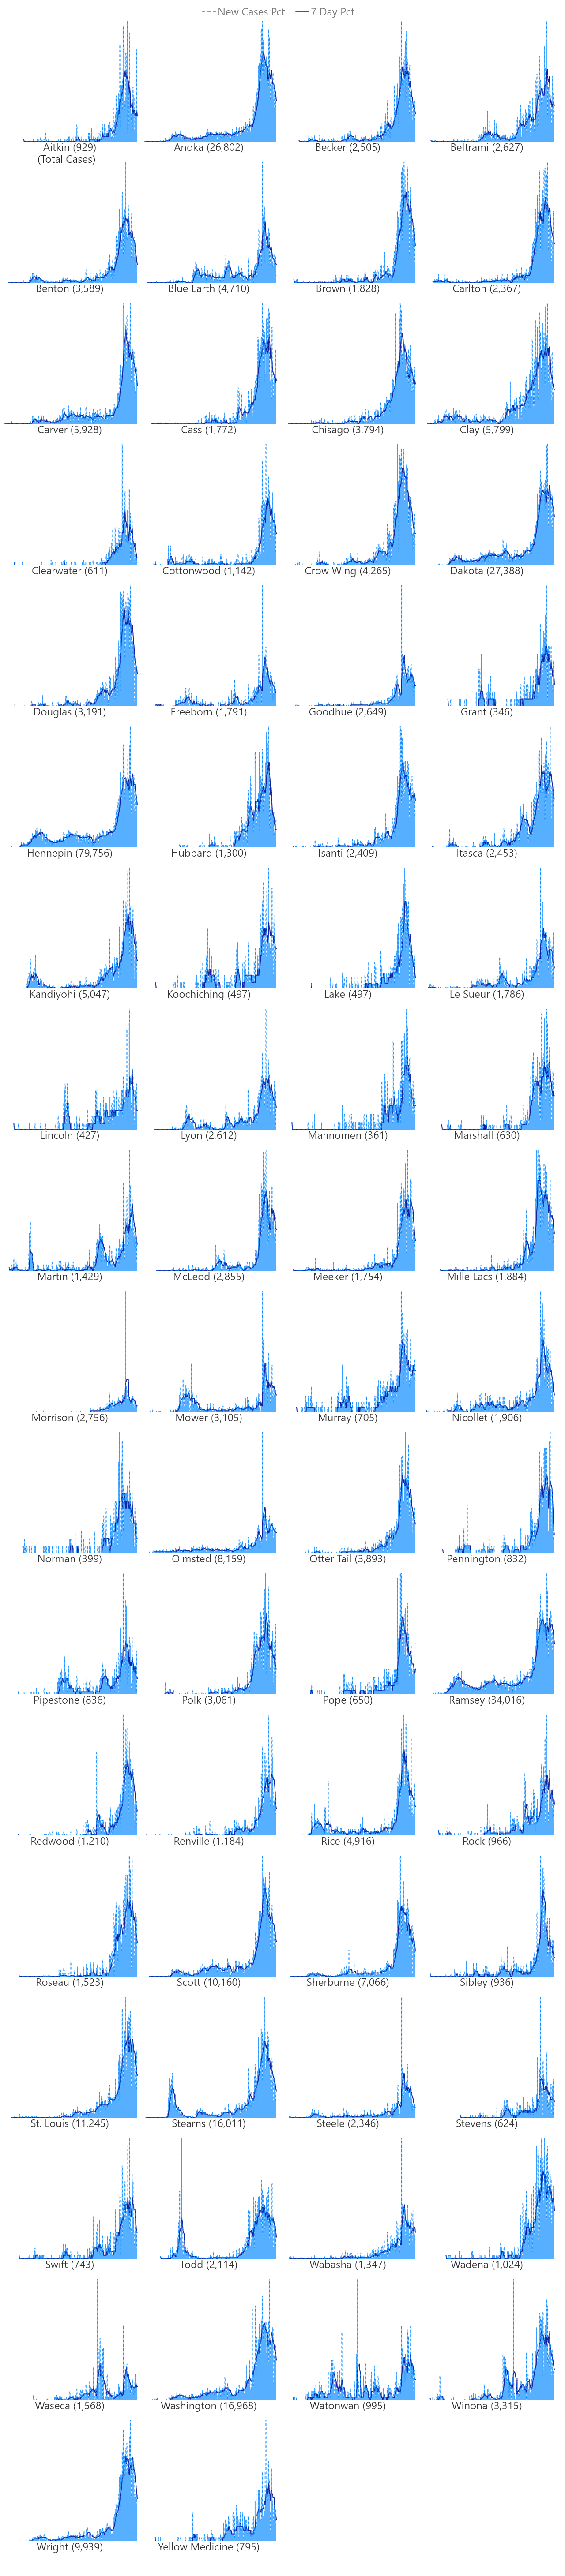 New Cases Pct 7 Day Pct
Aitkin (929) Anoka (26,802) Becker (2,505) Beltrami (2,627)
(Total Cases)
Benton (3,589) Blue Earth (4,710) Brown (1,828) Carlton (2,367)
Carver (5,928) Cass (1,772) Chisago (3,794) Clay (5,799)
Clearwater (611) Cottonwood (1,142) Crow Wing (4,265) Dakota (27,388)
Douglas (3,191) Freeborn (1,791) Goodhue (2,649) Grant (346)
Hennepin (79,756) Hubbard (1,300) Isanti (2,409) Itasca (2,453)
Kandiyohi (5,047) Koochiching (497) Lake (497) Le Sueur (1,786)
Lincoln (427) Lyon (2,612) Mahnomen (361) Marshall (630)
Martin (1,429) McLeod (2,855) Meeker (1,754) Mille Lacs (1,884)
Morrison (2,756) Mower (3,105) Murray (705) Nicollet (1,906)
Norman (399) Olmsted (8,159) Otter Tail (3,893) Pennington (832)
Pipestone (836) Polk (3,061) Pope (650) Ramsey (34,016)
Redwood (1,210) Renville (1,184) Rice (4,916) Rock (966)
Roseau (1,523) Scott (10,160) Sherburne (7,066) Sibley (936)
St. Louis (11,245) Stearns (16,011) Steele (2,346) Stevens (624)
Swift (743) Todd (2,114) Wabasha (1,347) Wadena (1,024)
Waseca (1,568) Washington (16,968) Watonwan (995) Winona (3,315)
Wright (9,939) Yellow Medicine (795)